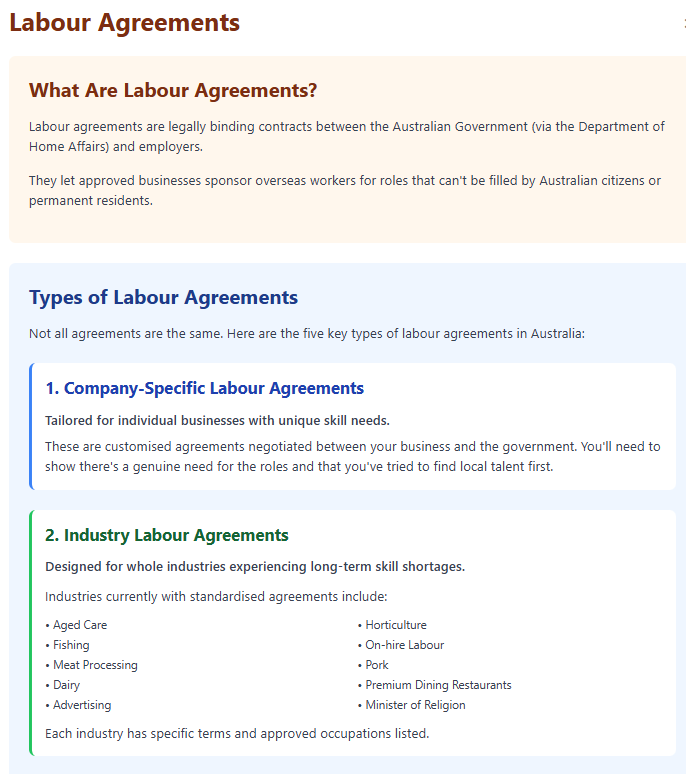 Labour Agreements
What Are Labour Agreements?
Labour agreements are legally binding contracts between the Australian Government (via the Department of
Home Affairs) and employers.
They let approved businesses sponsor overseas workers for roles that can't be filled by Australian citizens or
permanent residents.
Types of Labour Agreements
Not all agreements are the same. Here are the five key types of labour agreements in Australia:
1. Company-Specific Labour Agreements
Tailored for individual businesses with unique skill needs.
These are customised agreements negotiated between your business and the government. You'll need to
show there's a genuine need for the roles and that you've tried to find local talent first.
2. Industry Labour Agreements
Designed for whole industries experiencing long-term skill shortages.
Industries currently with standardised agreements include:
• Aged Care
• Fishing
• Meat Processing
• Dairy
• Advertising
• Horticulture
• On-hire Labour
• Pork
• Premium Dining Restaurants
• Minister of Religion
Each industry has specific terms and approved occupations listed.